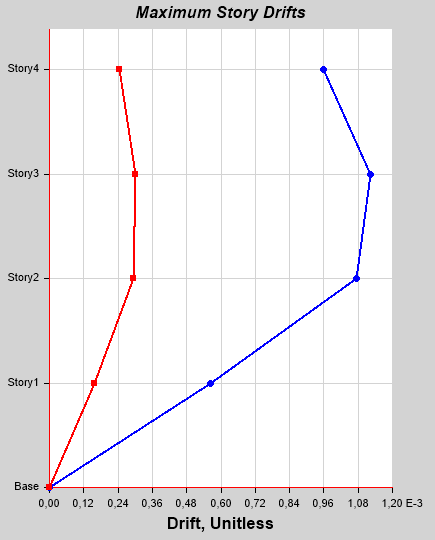 Maximum Story Drifts
Story4
Story3
Story2
Story1
Base
0,00 0,12 0,24 0,36 0,48 0,60 0,72 0,84 0,96 1,08 1,20 E-3
Drift, Unitless